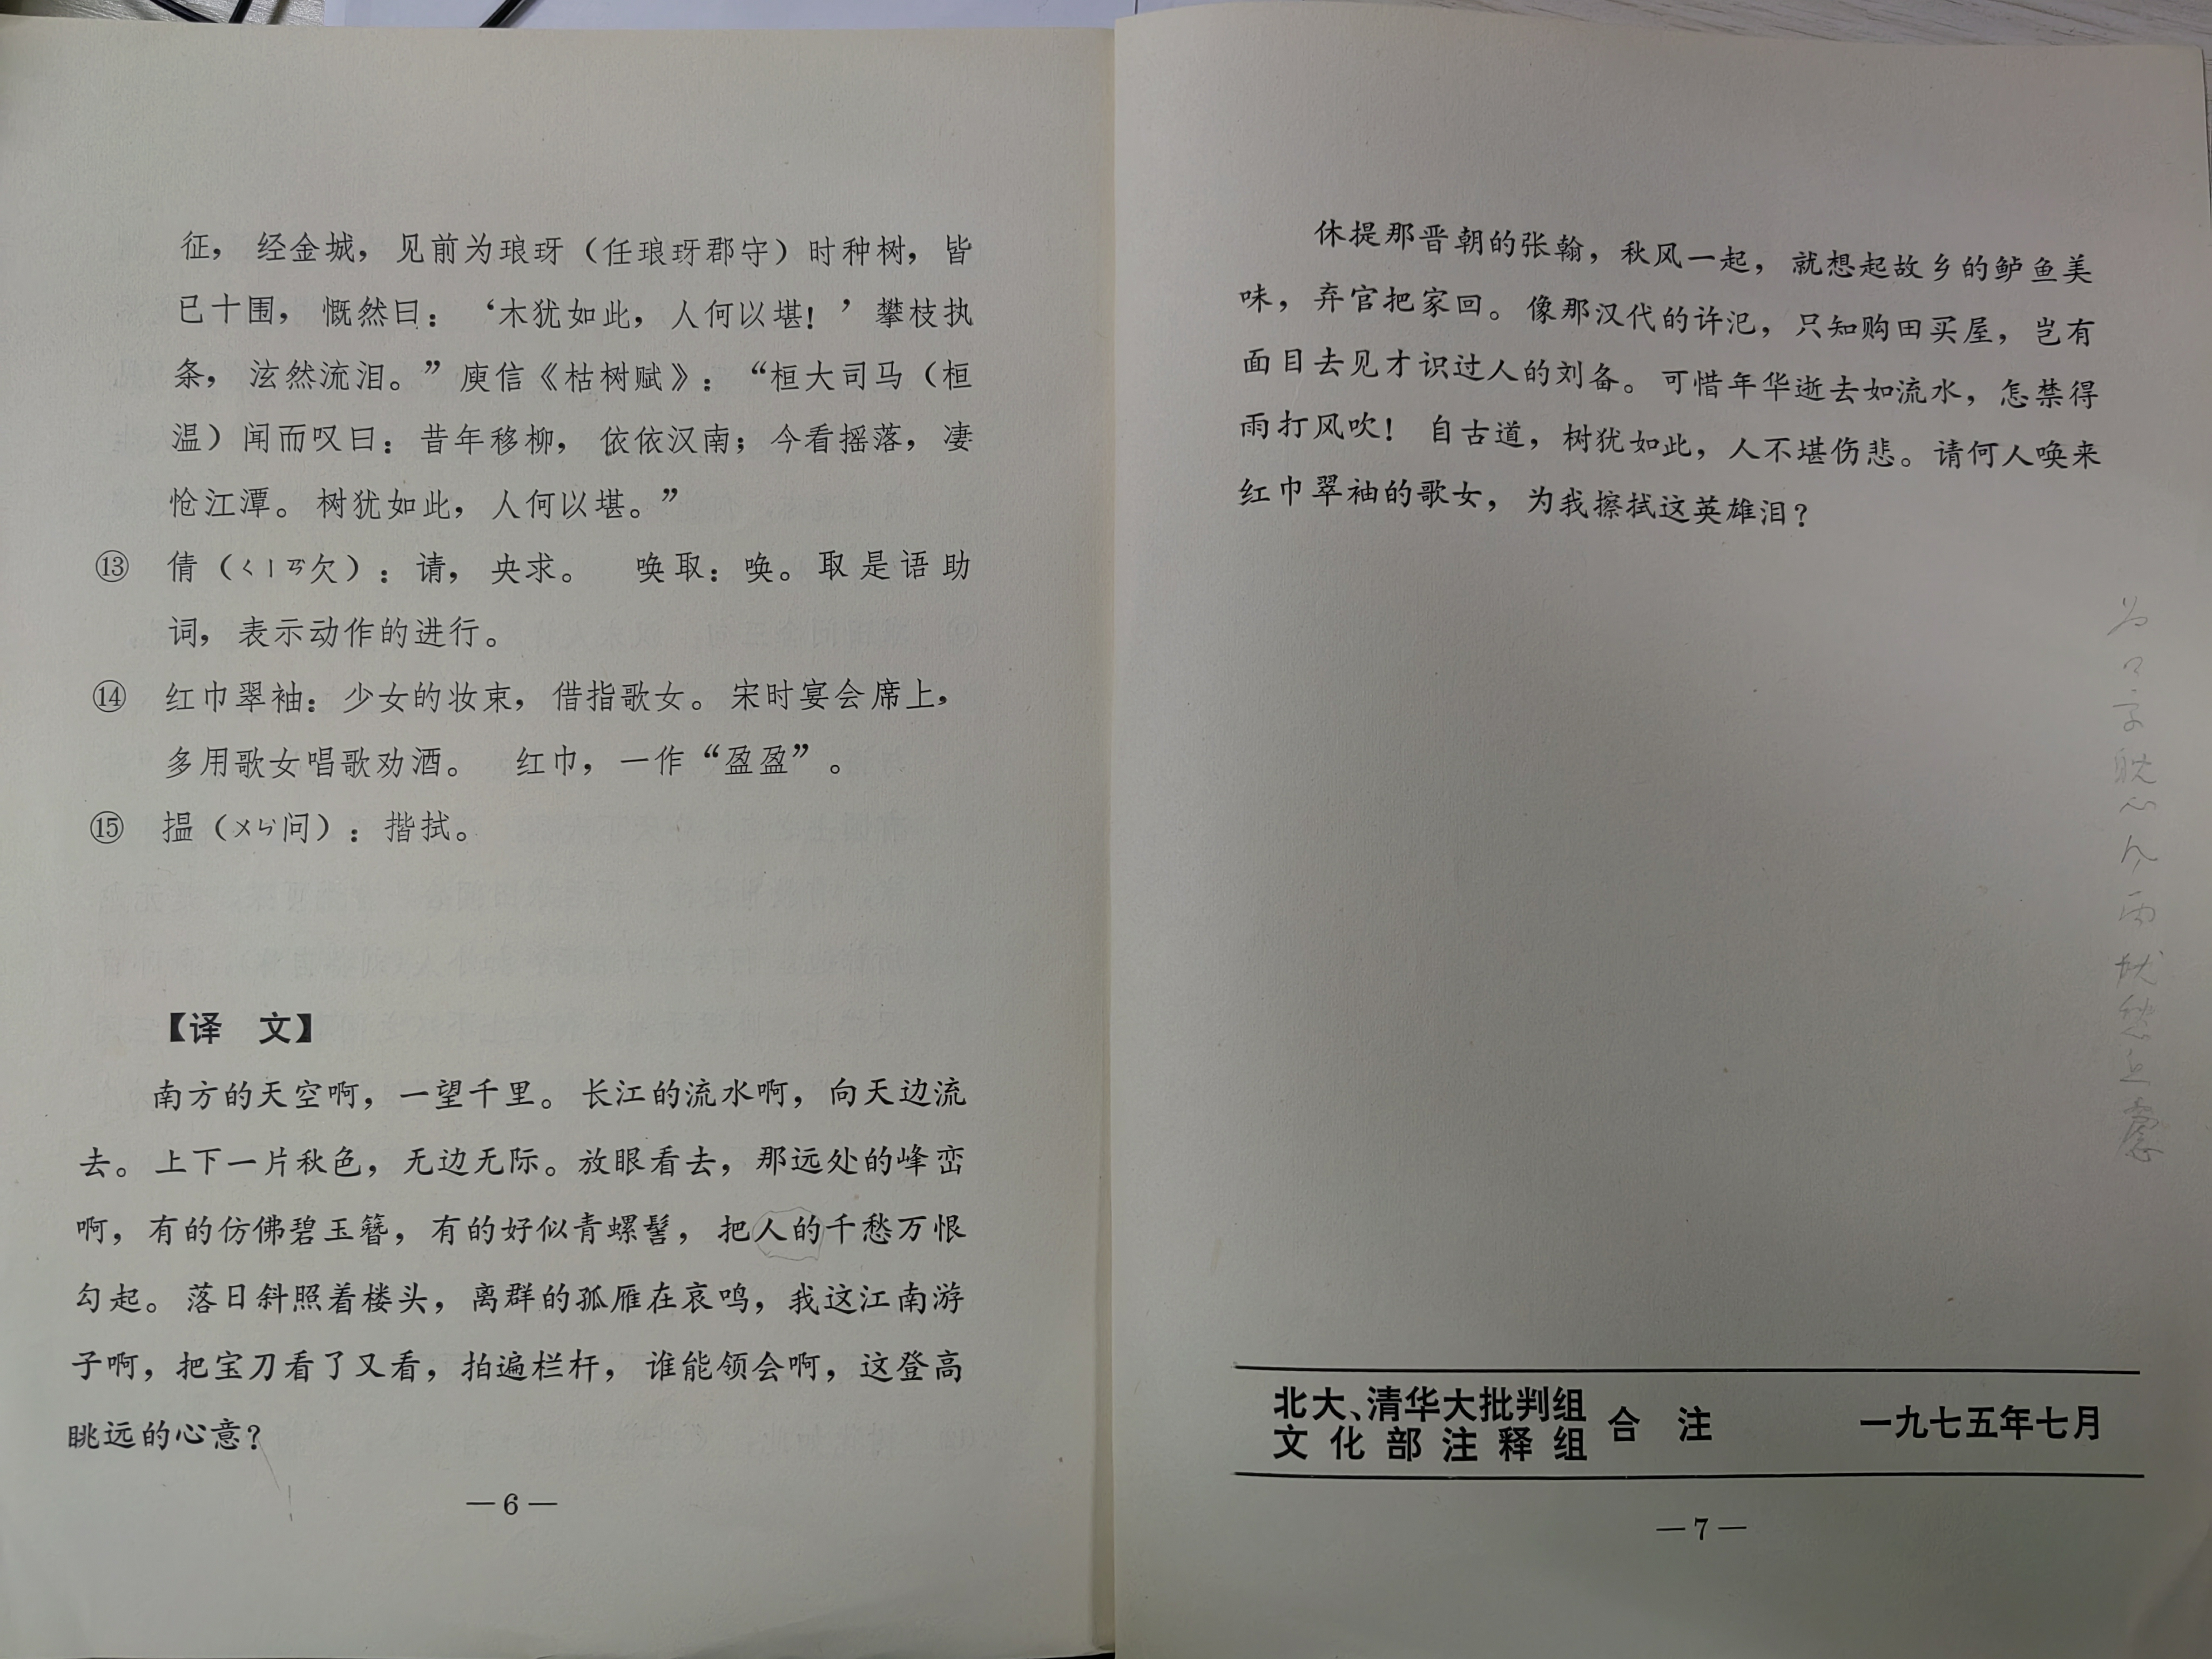 征， 经金城，见前为琅玡（任琅玡郡守）时种树，皆
已十围， 慨然曰：‘木犹如此，人何以堪！’攀枝执
条， 泫然流泪。”庾信《枯树赋》：“桓大司马（桓
温）闻而叹曰：昔年移柳， 依依汉南；今看摇落，凄
怆江潭。树犹如此，人何以堪。”
⑬ 倩（ㄑㄧㄢ欠）：请，央求。 唤取：唤。取是语助
词，表示动作的进行。
⑭ 红巾翠袖：少女的妆束，借指歌女。宋时宴会席上，
多用歌女唱歌劝酒。 红巾，一作“盈盈”。
⑮ 揾（ㄨㄣ问）：揩拭。
【译 文】
南方的天空啊，一望千里。长江的流水啊，向天边流
去。上下一片秋色，无边无际。放眼看去，那远处的峰峦
啊，有的仿佛碧玉簪，有的好似青螺髻，把人的千愁万恨
勾起。落日斜照着楼头，离群的孤雁在哀鸣，我这江南游
子啊，把宝刀看了又看，拍遍栏杆， 谁能领会啊，这登高
眺远的心意？
—6—
休提那晋朝的张翰，秋风一起，就想起故乡的鲈鱼美
味，弃官把家回。像那汉代的许汜，只知购田买屋，岂有
面目去见才识过人的刘备。可惜年华逝去如流水，怎禁得
雨打风吹！ 自古道，树犹如此，人不堪伤悲。请何人唤来
红巾翠袖的歌女，为我擦拭这英雄泪？
北大、清华大批判组
文化部注释组
合 注 一九七五年七月
—7—